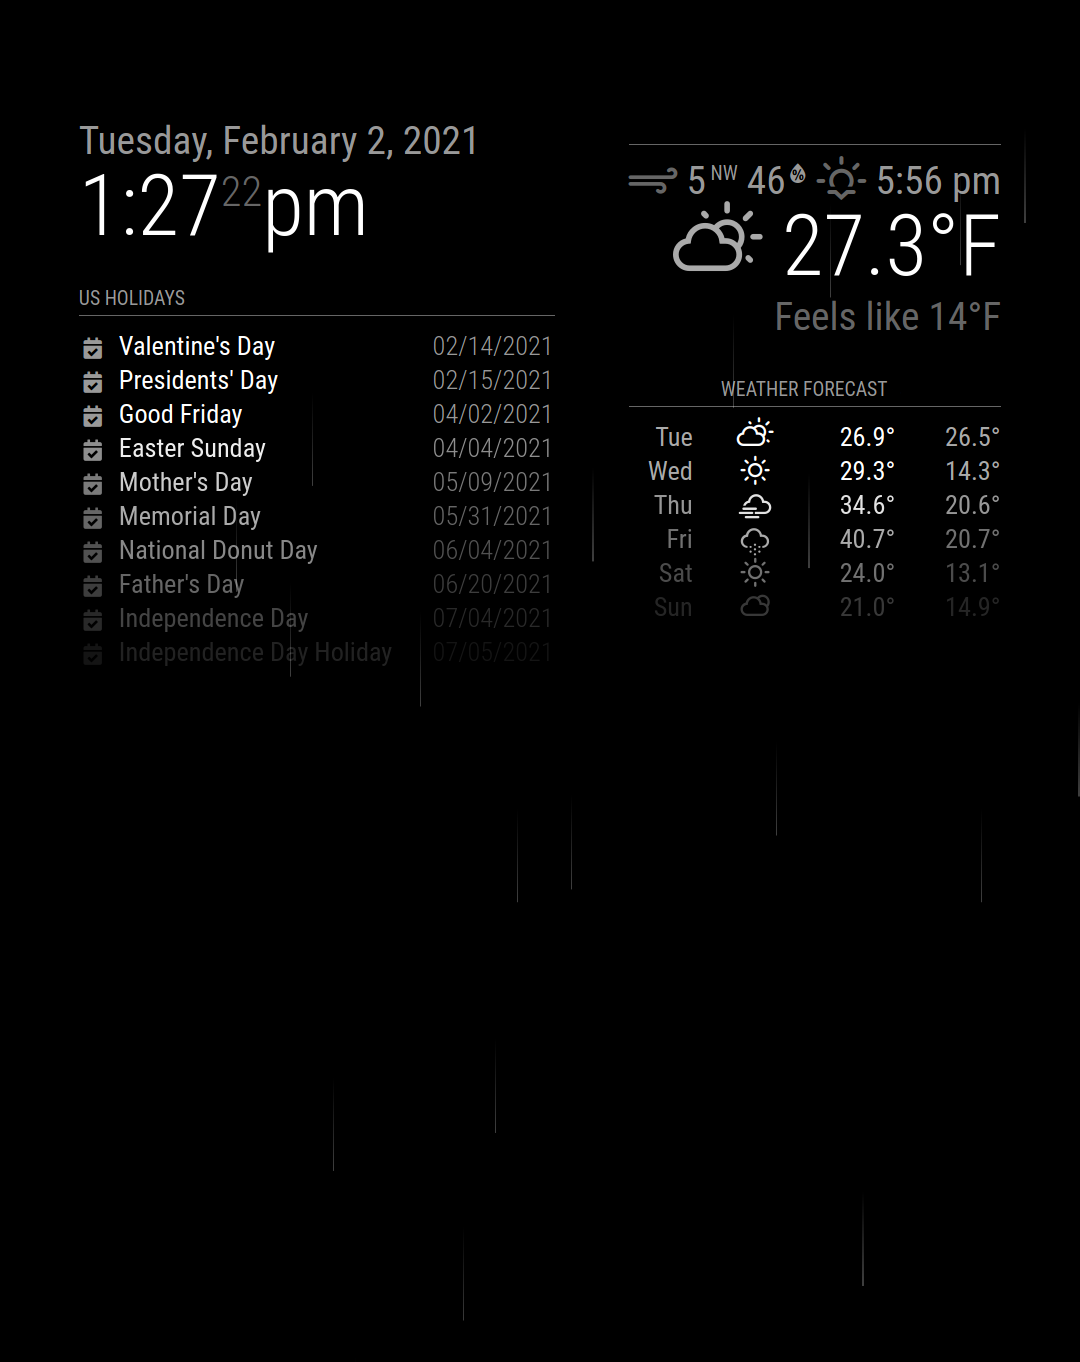 Tuesday, February 2, 2021
1:27 22 pm
US HOLIDAYS
Valentine's Day 02/14/2021
Presidents' Day 02/15/2021
Good Friday 04/02/2021
Easter Sunday 04/04/2021
Mother's Day 05/09/2021
Memorial Day 05/31/2021
National Donut Day 06/04/2021
Father's Day 06/20/2021
Independence Day 07/04/2021
Independence Day Holiday 07/05/2021
5 NW 46 % 5:56 pm
27.3°F
Feels like 14°F
WEATHER FORECAST
Tue 26.9° 26.5°
Wed 29.3° 14.3°
Thu 34.6° 20.6°
Fri 40.7° 20.7°
Sat 24.0° 13.1°
Sun 21.0° 14.9°